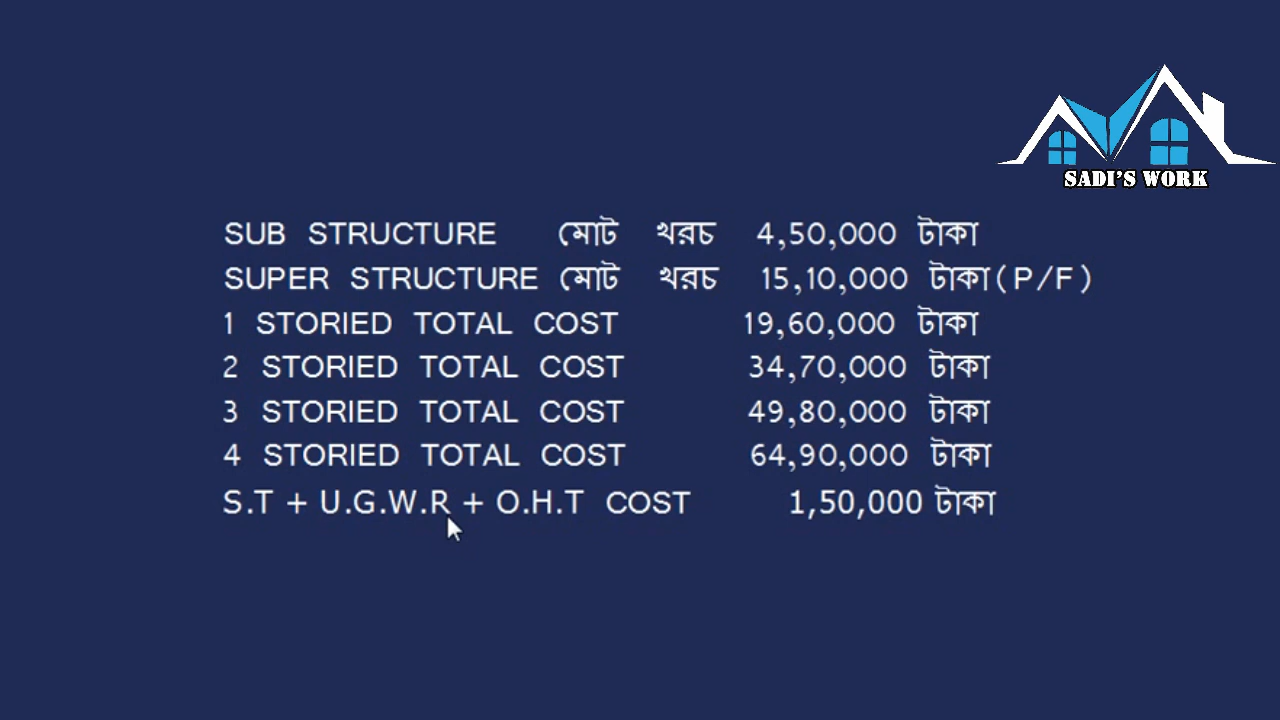 SADI'S WORK
SUB STRUCTURE মোট খরচ 4,50,000 টাকা
SUPER STRUCTURE মোট খরচ 15,10,000 টাকা(P/F)
1 STORIED TOTAL COST 19,60,000 টাকা
2 STORIED TOTAL COST 34,70,000 টাকা
3 STORIED TOTAL COST 49,80,000 টাকা
4 STORIED TOTAL COST 64,90,000 টাকা
S.T + U.G.W.R + O.H.T COST 1,50,000 টাকা